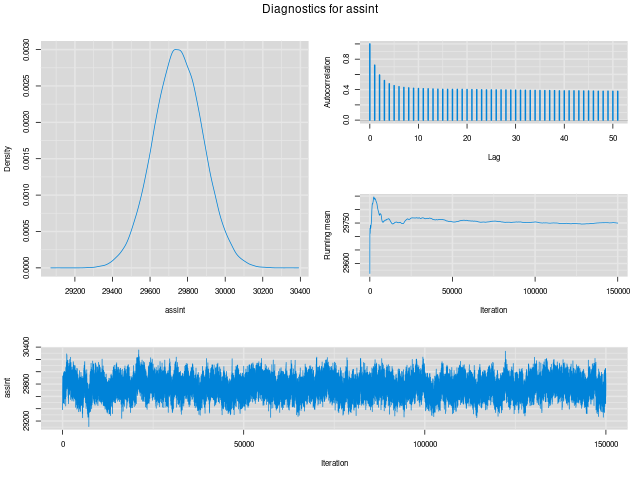 Diagnostics for assint
0.0030
0.0025
0.0020
0.0015
0.0010
0.0005
0.0000
Density
29200 29400 29600 29800 30000 30200 30400
assint
0.8
0.4
0.0
Autocorrelation
0 10 20 30 40 50
Lag
29750
29600
Running mean
0 50000 100000 150000
Iteration
30400
29800
29200
assint
0 50000 100000 150000
Iteration